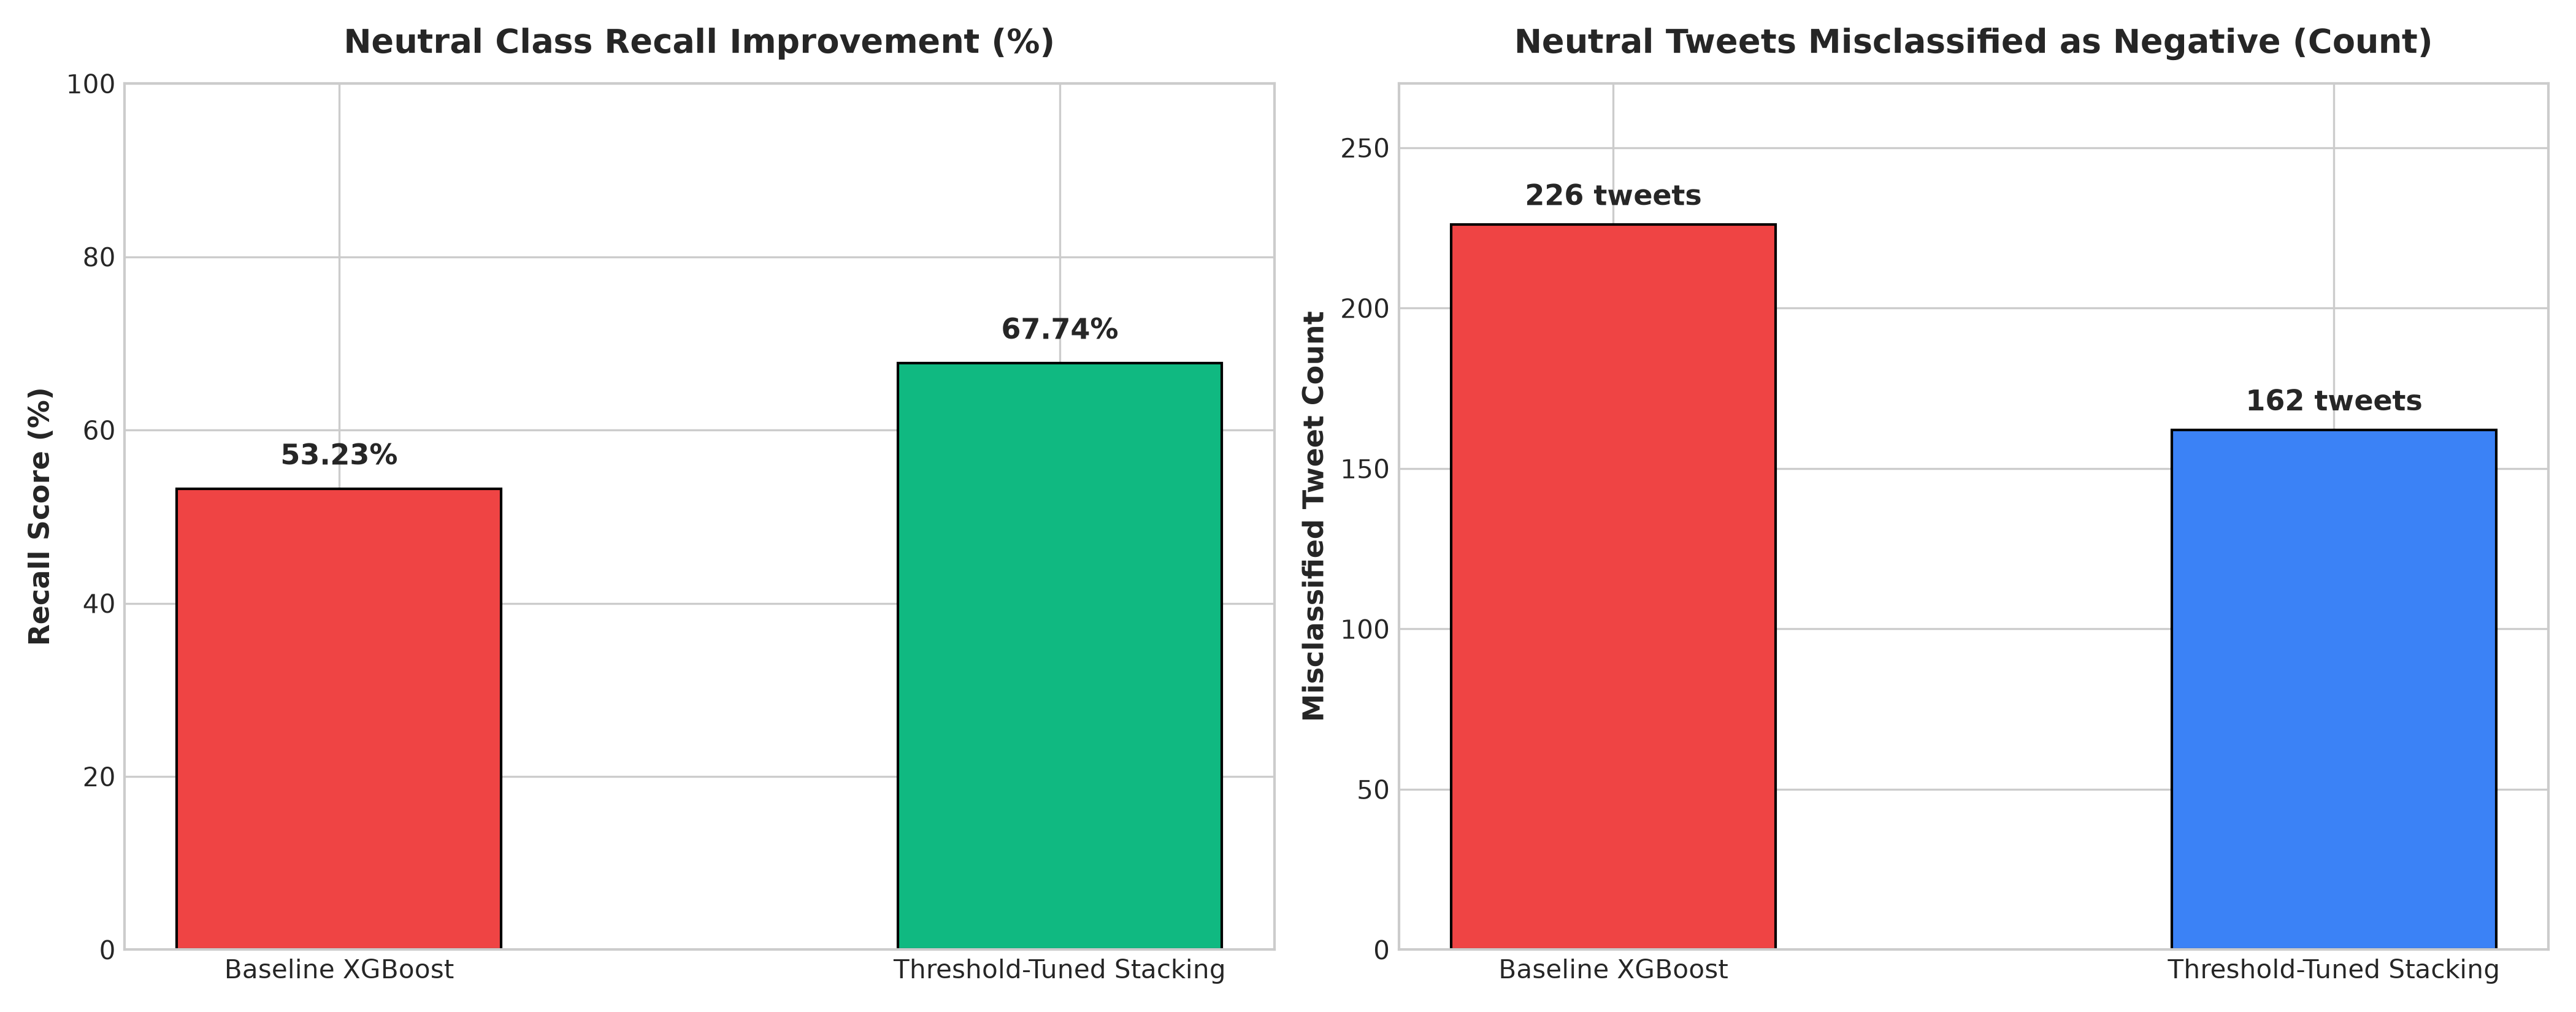 Neutral Class Recall Improvement (%)
Recall Score (%)
100
80
60
40
20
0
53.23%
67.74%
Baseline XGBoost
Threshold-Tuned Stacking
Neutral Tweets Misclassified as Negative (Count)
Misclassified Tweet Count
250
200
150
100
50
0
226 tweets
162 tweets
Baseline XGBoost
Threshold-Tuned Stacking